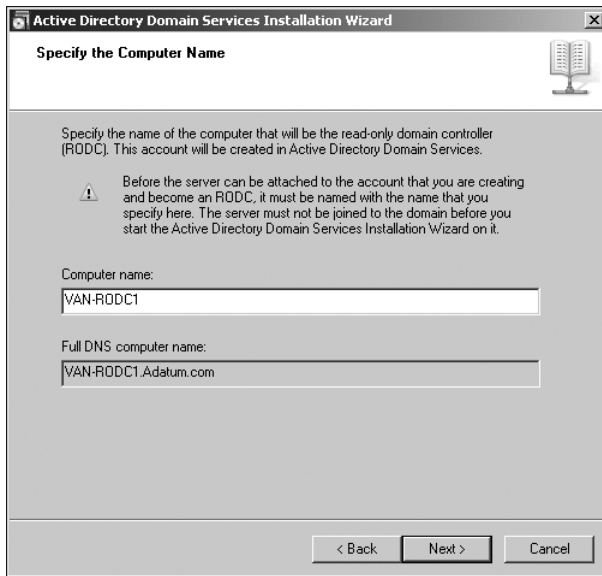 Active Directory Domain Services Installation Wizard
Specify the Computer Name
Specify the name of the computer that will be the read-only domain controller
(RODC). This account will be created in Active Directory Domain Services.
Before the server can be attached to the account that you are creating
and become an RODC, it must be named with the name that you
specify here. The server must not be joined to the domain before you
start the Active Directory Domain Services Installation Wizard on it.
Computer name:
VAN-RODC1
Full DNS computer name:
VAN-RODC1.Adatum.com
< Back Next > Cancel